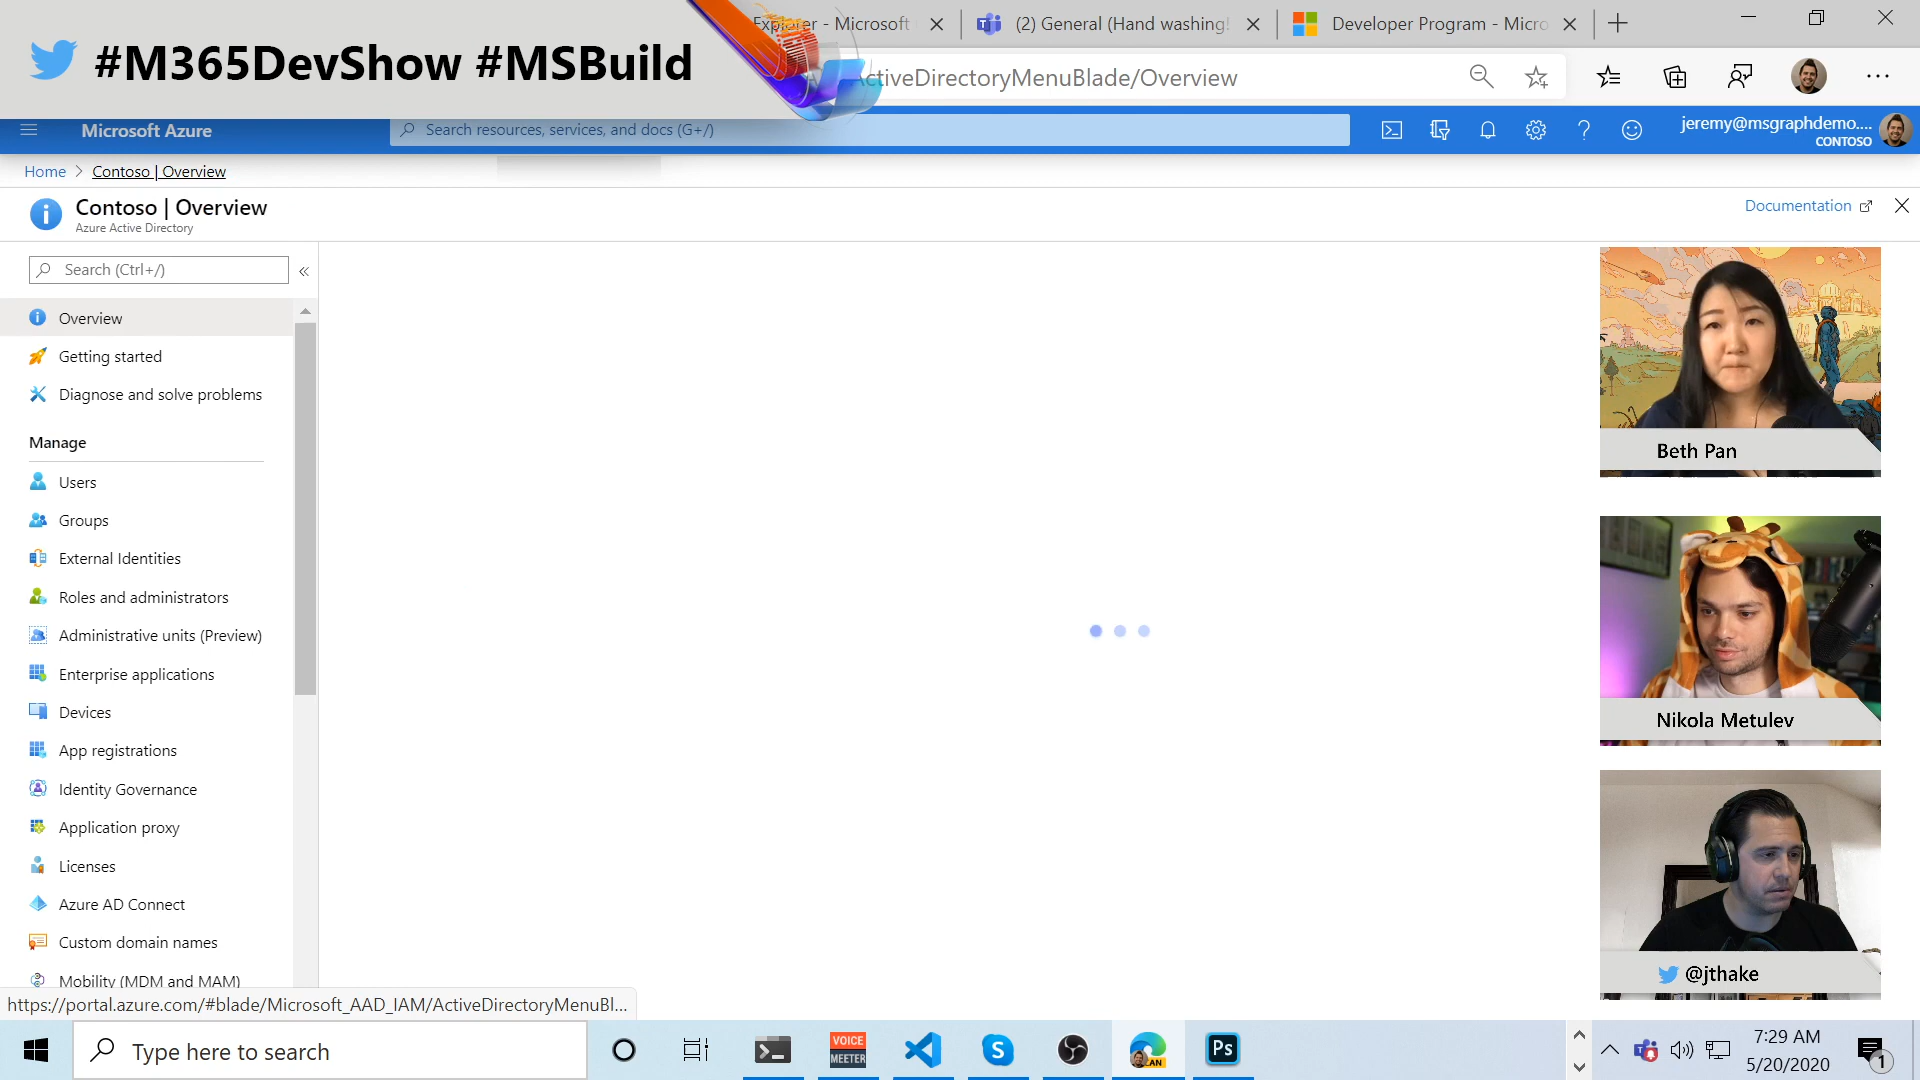 #M365DevShow #MSBuild
Explorer - Microsoft
(2) General (Hand washing!
Developer Program - Micro
ctiveDirectoryMenuBlade/Overview
Microsoft Azure
Search resources, services, and docs (G+/)
jeremy@msgraphdemo....
CONTOSO
Home > Contoso | Overview
Contoso | Overview
Azure Active Directory
Documentation
Search (Ctrl+/)
Overview
Getting started
Diagnose and solve problems
Manage
Users
Groups
External Identities
Roles and administrators
Administrative units (Preview)
Enterprise applications
Devices
App registrations
Identity Governance
Application proxy
Licenses
Azure AD Connect
Custom domain names
Mobility (MDM and MAM)
Beth Pan
Nikola Metulev
@jthake
https://portal.azure.com/#blade/Microsoft_AAD_IAM/ActiveDirectoryMenuBl...
Type here to search
VOICE
MEETER
S
CAN
Ps
7:29 AM
5/20/2020
1